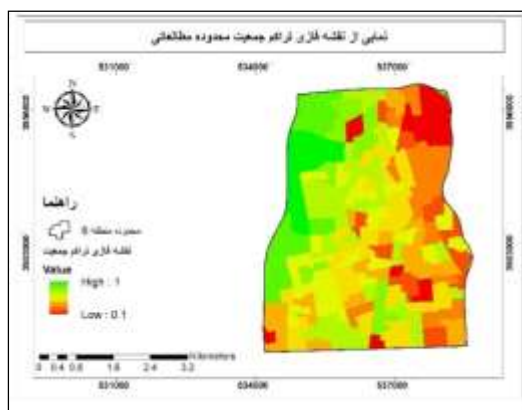 نمایی از نقشه فازی تراکم جمعیت محدوده مطالعاتی
531000 534000 537000
N
S
راهنما
محدوده منطقه 8
نقشه فازی تراکم جمعیت
Value
High : 1
Low : 0.1
Kilometers
0 0.4 0.8 1.6 2.4 3.2
531000 534000 537000